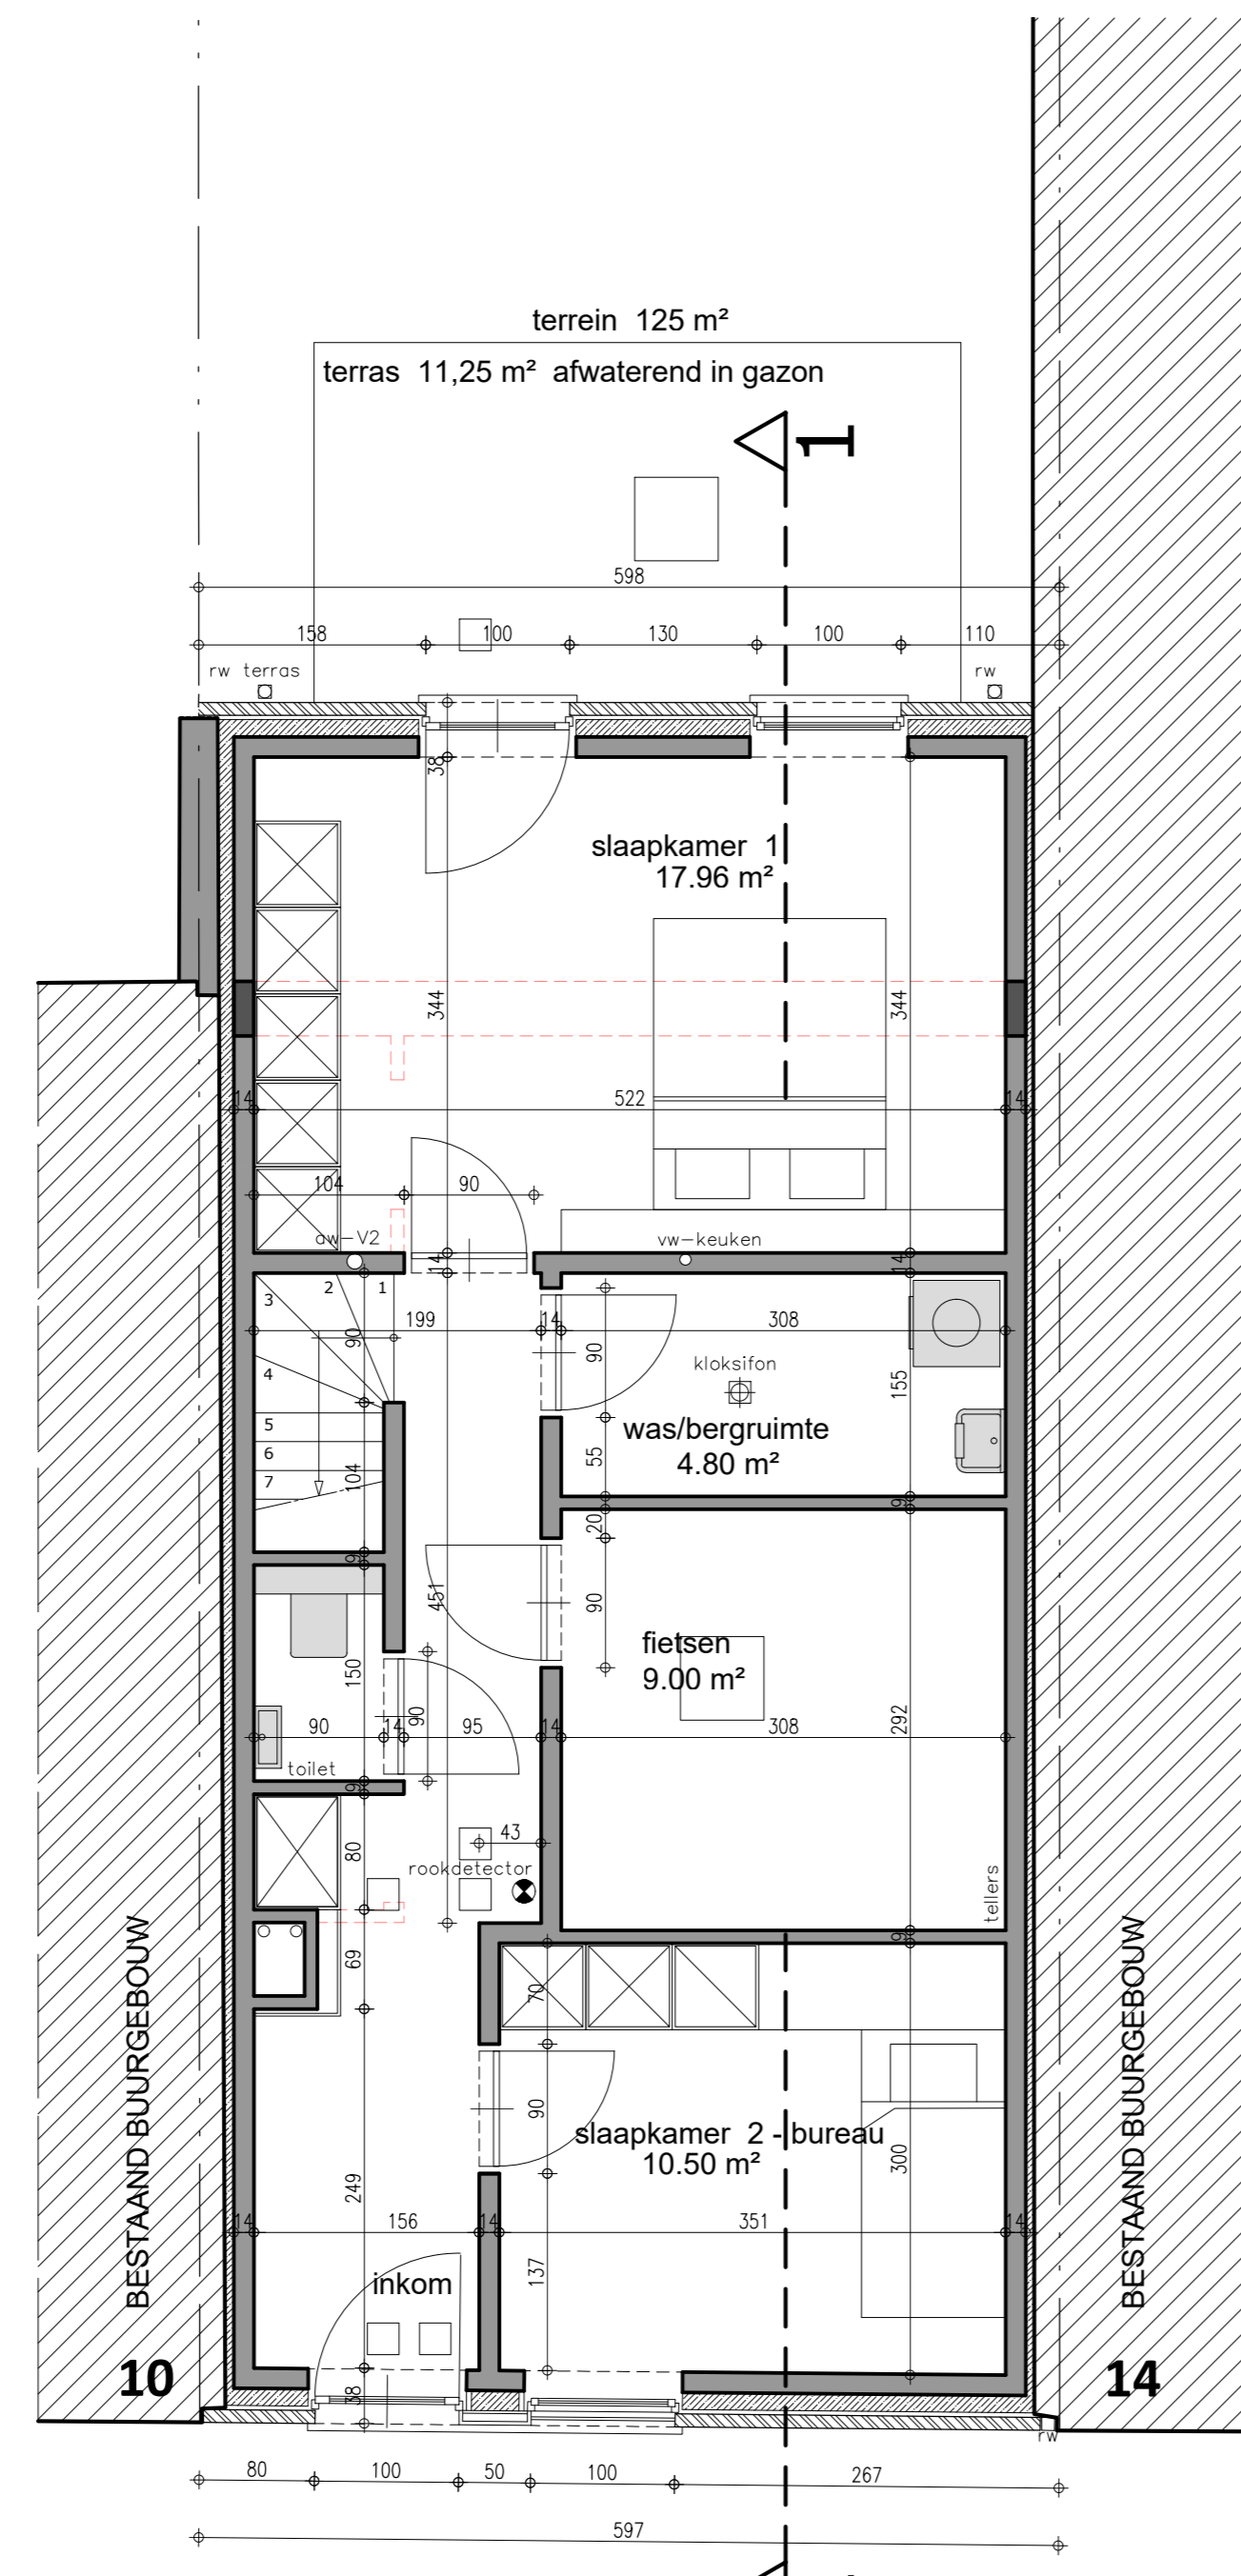 terrein 125 m²
terras 11,25 m² afwaterend in gazon
1
598
158 100 130 100 110
rw terras
rw
38
slaapkamer 1
17.96 m²
344 344
14 522 14
104 90
aw-V2 vw-keuken
14 14
3 2 1
199 14 308
90 90
kloksifon
4 155
was/bergruimte
4.80 m²
5
6
7
104 55
9 9
20
451 90
fietsen
9.00 m²
150
90 14 90 95 14 308
292
toilet
9
80
43
rookdetector
tellers
69
9
70
BESTAAND BUURGEBOUW
BESTAAND BUURGEBOUW
90
slaapkamer 2 - bureau
10.50 m²
300
249
14 156 14 351 14
137
inkom
10
14
38
rw
80 100 50 100 267
597